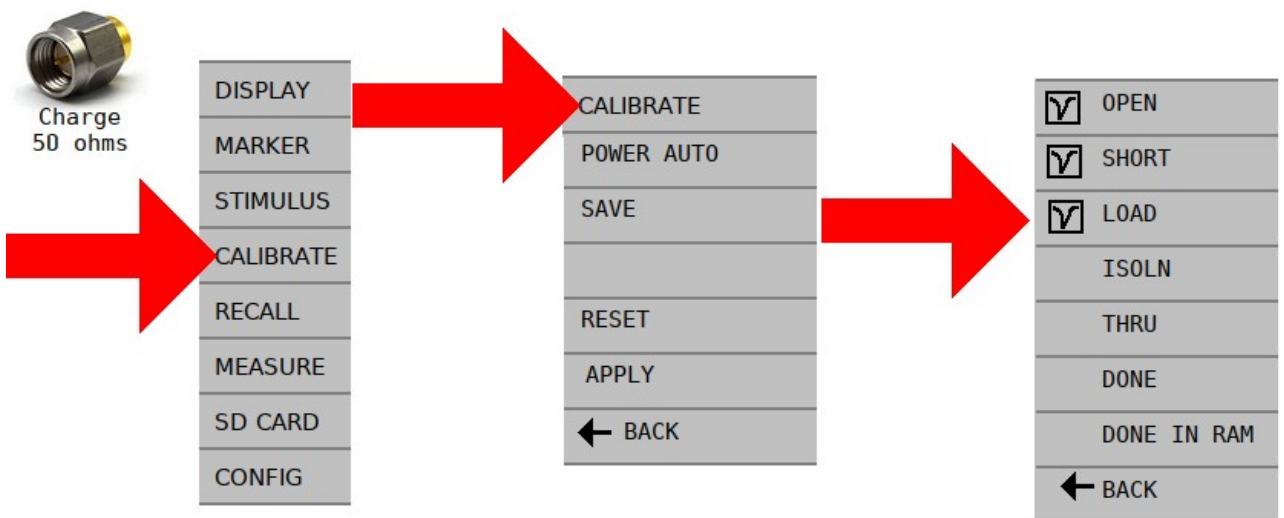 Charge
50 ohms
DISPLAY
MARKER
STIMULUS
CALIBRATE
RECALL
MEASURE
SD CARD
CONFIG
CALIBRATE
POWER AUTO
SAVE
RESET
APPLY
BACK
OPEN
SHORT
LOAD
ISOLN
THRU
DONE
DONE IN RAM
BACK